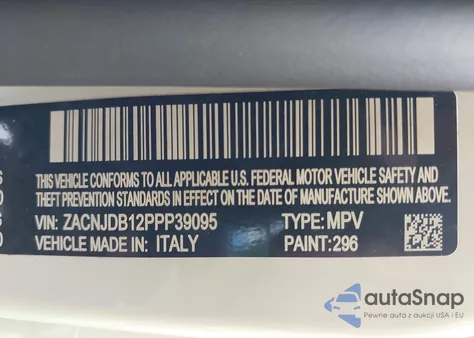 THIS VEHICLE CONFORMS TO ALL APPLICABLE U.S. FEDERAL MOTOR VEHICLE SAFETY AND
THEFT PREVENTION STANDARDS IN EFFECT ON THE DATE OF MANUFACTURE SHOWN ABOVE.
VIN: ZACNJDB12PPP39095 TYPE: MPV
VEHICLE MADE IN: ITALY PAINT: 296
autoSnap
Pewne auta z aukcji USA i EU